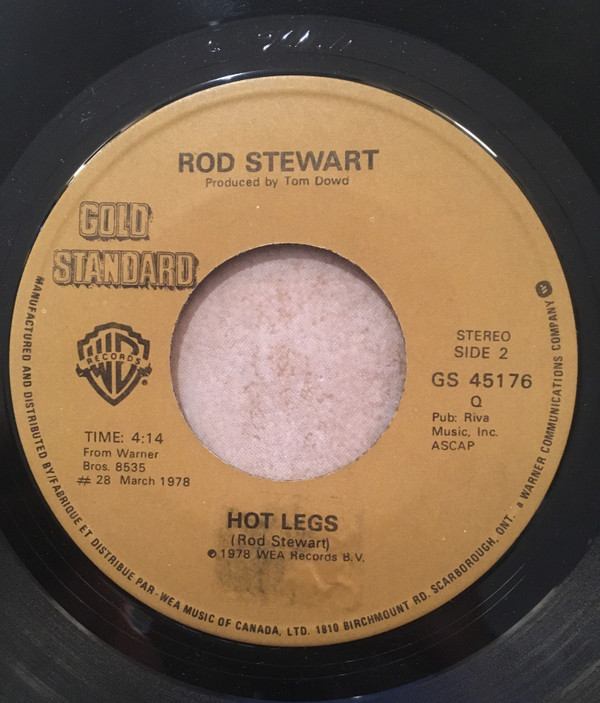 ROD STEWART
Produced by Tom Dowd
GOLD
STANDARD
WB
RECORDS
®
STEREO
SIDE 2
GS 45176
Q
Pub: Riva
Music, Inc.
ASCAP
TIME: 4:14
From Warner
Bros. 8535
# 28 March 1978
HOT LEGS
(Rod Stewart)
℗ 1978 WEA Records B.V.
MANUFACTURED AND DISTRIBUTED BY/FABRIQUE ET DISTRIBUE PAR-WEA MUSIC OF CANADA, LTD. 1810 BIRCHMOUNT RD. SCARBOROUGH, ONT. a WARNER COMMUNICATIONS COMPANY